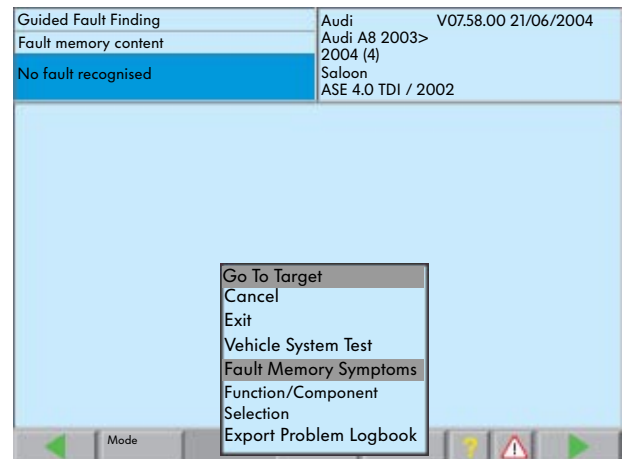 Guided Fault Finding
Fault memory content
No fault recognised
Audi V07.58.00 21/06/2004
Audi A8 2003>
2004 (4)
Saloon
ASE 4.0 TDI / 2002
Go To Target
Cancel
Exit
Vehicle System Test
Fault Memory Symptoms
Function/Component
Selection
Export Problem Logbook
Mode
?